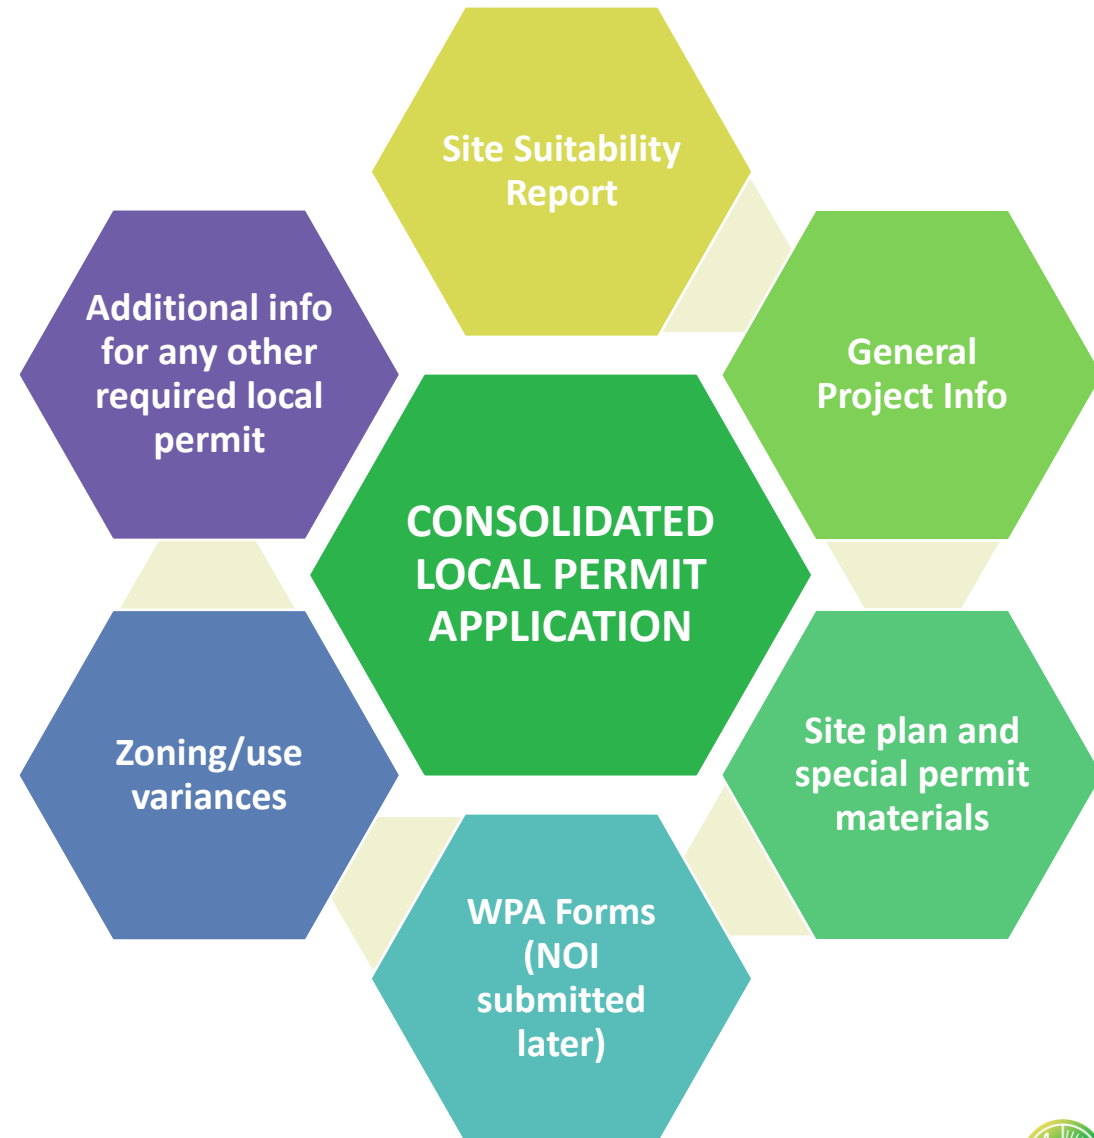 Site Suitability
Report
General
Project Info
Site plan and
special permit
materials
WPA Forms
(NOI
submitted
later)
Zoning/use
variances
Additional info
for any other
required local
permit
CONSOLIDATED
LOCAL PERMIT
APPLICATION